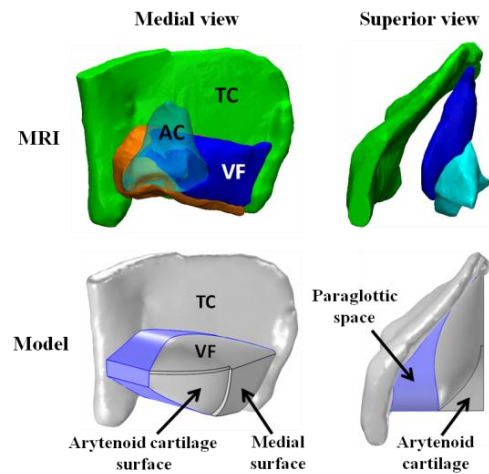 Medial view
Superior view
MRI
TC
AC
VF
Model
TC
VF
Arytenoid cartilage
surface
Medial
surface
Paraglottic
space
Arytenoid
cartilage